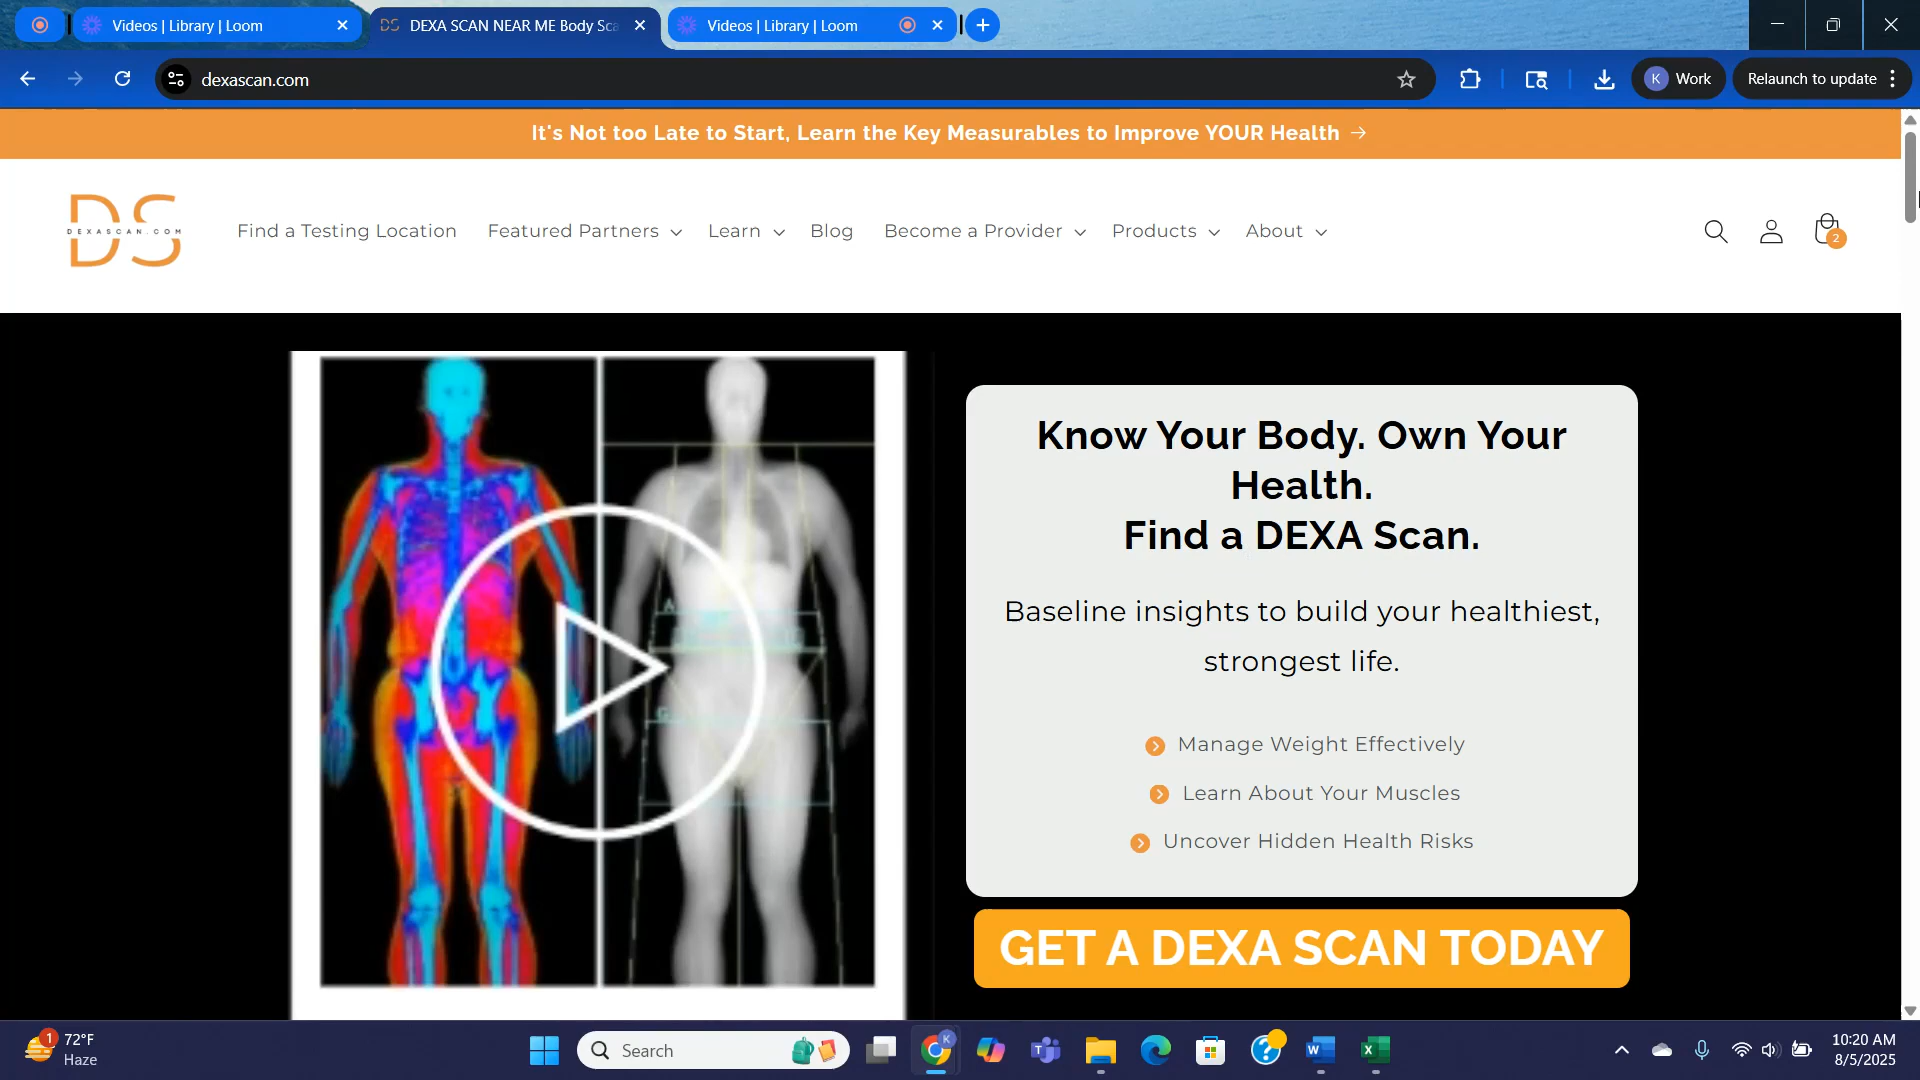 Videos | Library | Loom
DEXA SCAN NEAR ME Body Sca
Videos | Library | Loom
dexascan.com
K Work
Relaunch to update
It's Not too Late to Start, Learn the Key Measurables to Improve YOUR Health →
DS
DEXASCAN.COM
Find a Testing Location
Featured Partners
Learn
Blog
Become a Provider
Products
About
2
Know Your Body. Own Your
Health.
Find a DEXA Scan.
Baseline insights to build your healthiest,
strongest life.
Manage Weight Effectively
Learn About Your Muscles
Uncover Hidden Health Risks
GET A DEXA SCAN TODAY
A
G
1
72°F
Haze
Search
10:20 AM
8/5/2025